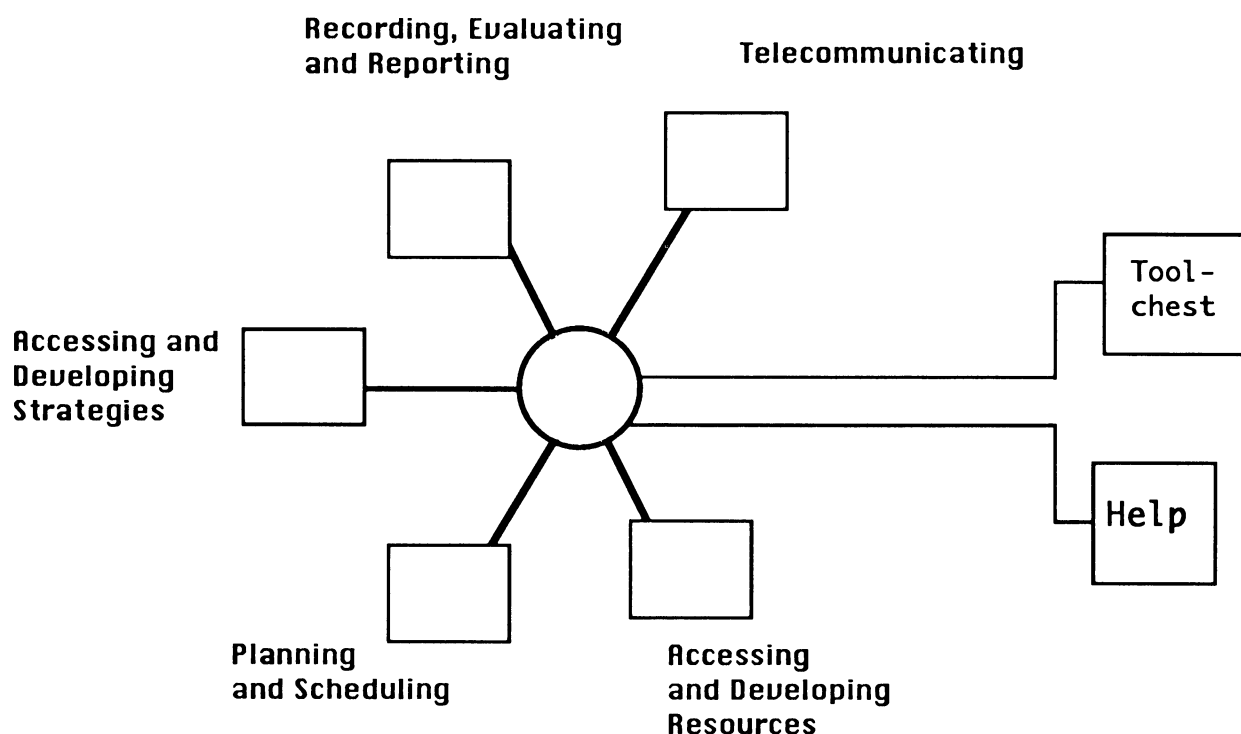 Recording, Evaluating
and Reporting
Telecommunicating
Tool-
chest
Accessing and
Developing
Strategies
Help
Planning
and Scheduling
Accessing
and Developing
Resources